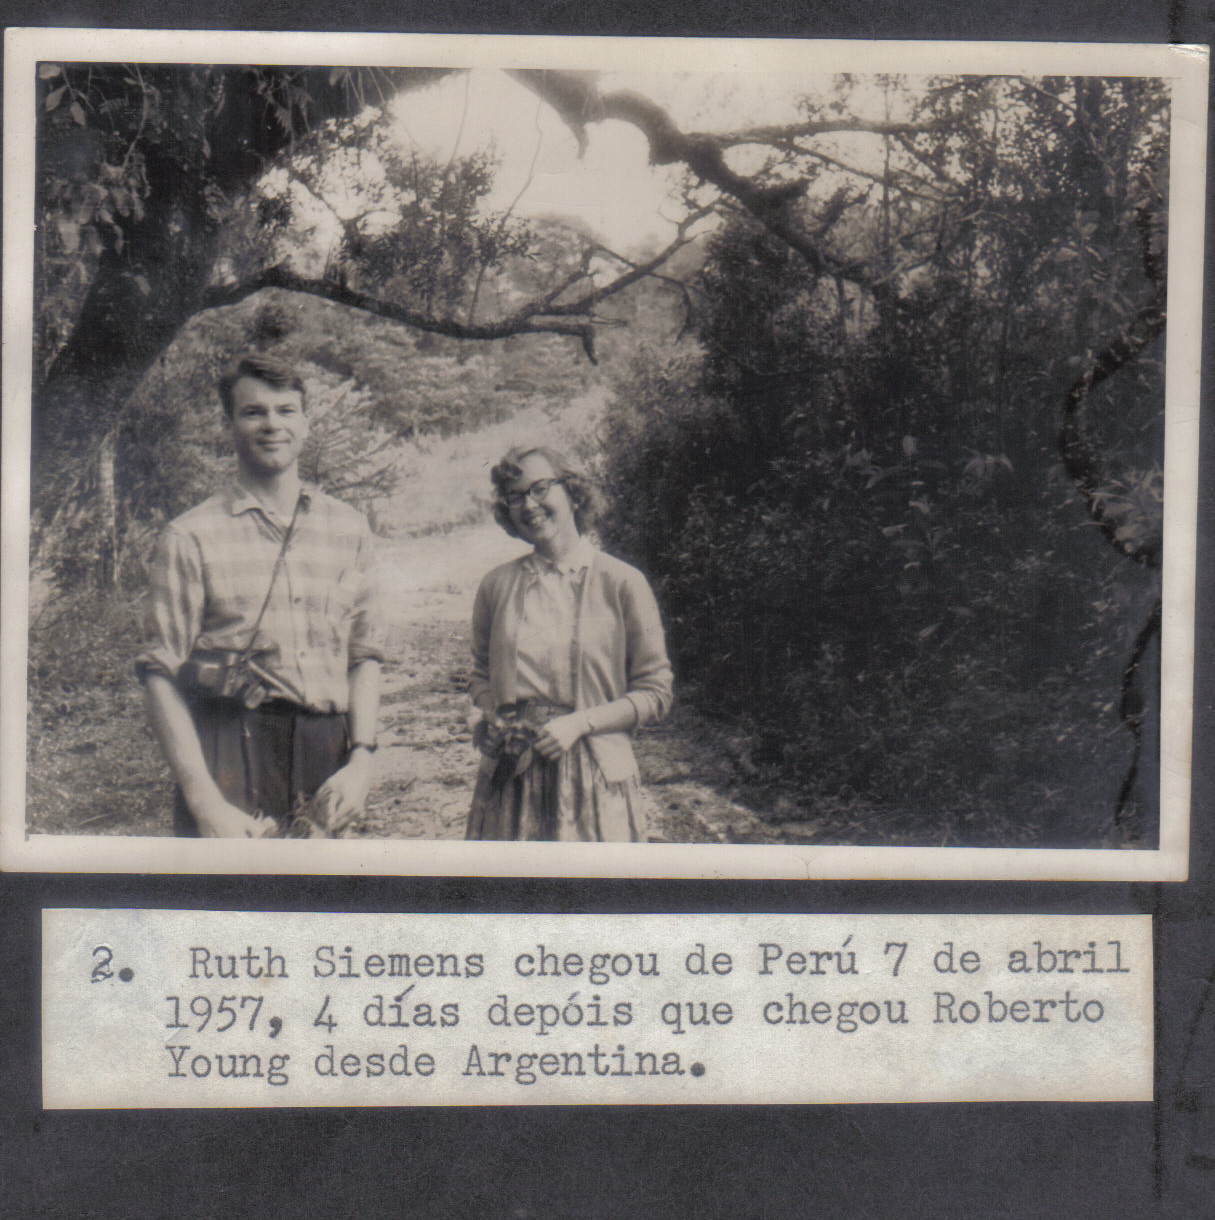 2. Ruth Siemens chegou de Perú 7 de abril
1957, 4 días depóis que chegou Roberto
Young desde Argentina.